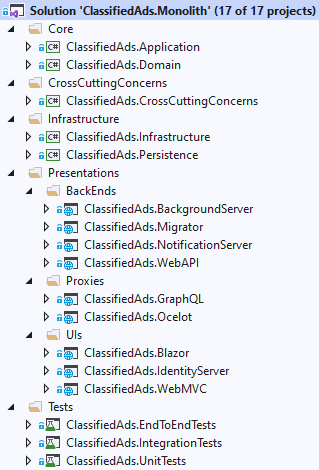 Solution 'ClassifiedAds.Monolith' (17 of 17 projects)
Core
C# ClassifiedAds.Application
C# ClassifiedAds.Domain
CrossCuttingConcerns
C# ClassifiedAds.CrossCuttingConcerns
Infrastructure
C# ClassifiedAds.Infrastructure
C# ClassifiedAds.Persistence
Presentations
BackEnds
ClassifiedAds.BackgroundServer
ClassifiedAds.Migrator
ClassifiedAds.NotificationServer
ClassifiedAds.WebAPI
Proxies
ClassifiedAds.GraphQL
ClassifiedAds.Ocelot
UIs
ClassifiedAds.Blazor
ClassifiedAds.IdentityServer
ClassifiedAds.WebMVC
Tests
ClassifiedAds.EndToEndTests
ClassifiedAds.IntegrationTests
ClassifiedAds.UnitTests